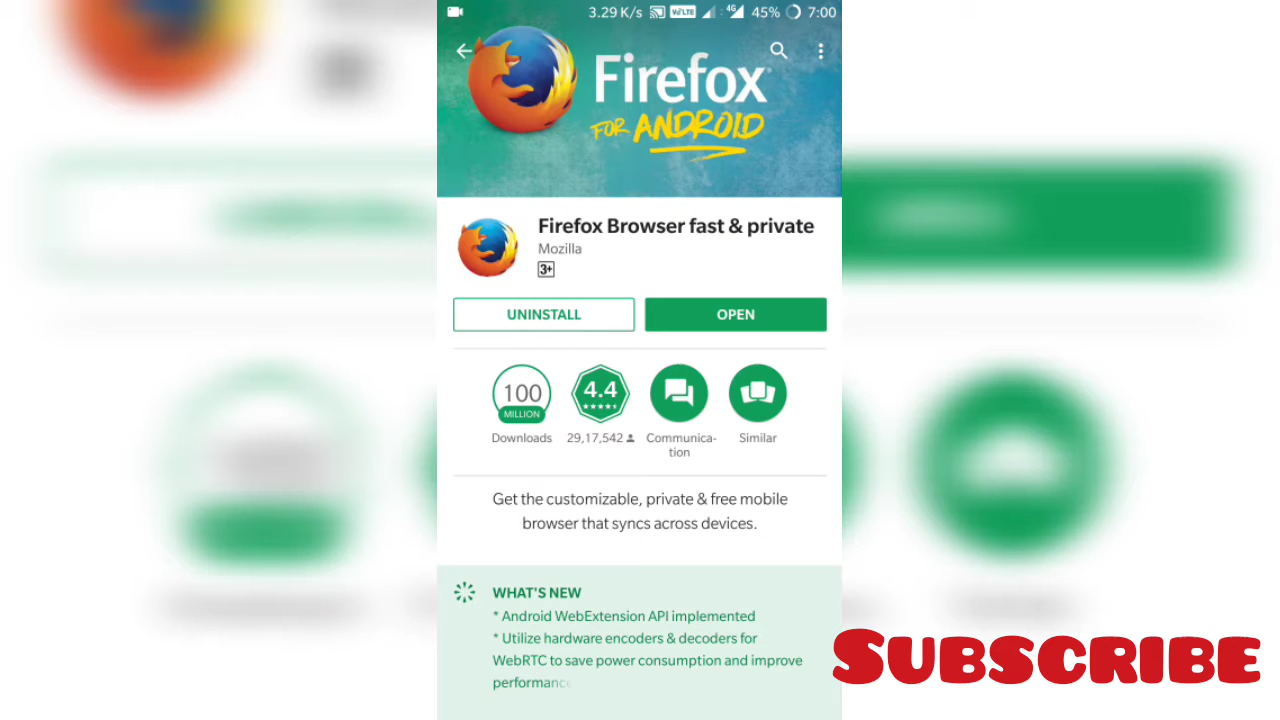 3.29 K/s VoLTE 4G 45% 7:00
Firefox
FOR ANDROID
Firefox Browser fast & private
Mozilla
3+
UNINSTALL OPEN
100 4.4
MILLION
Downloads 29,17,542 Communica- Similar
tion
Get the customizable, private & free mobile
browser that syncs across devices.
WHAT'S NEW
* Android WebExtension API implemented
* Utilize hardware encoders & decoders for
WebRTC to save power consumption and improve
performanc
SUBSCRIBE